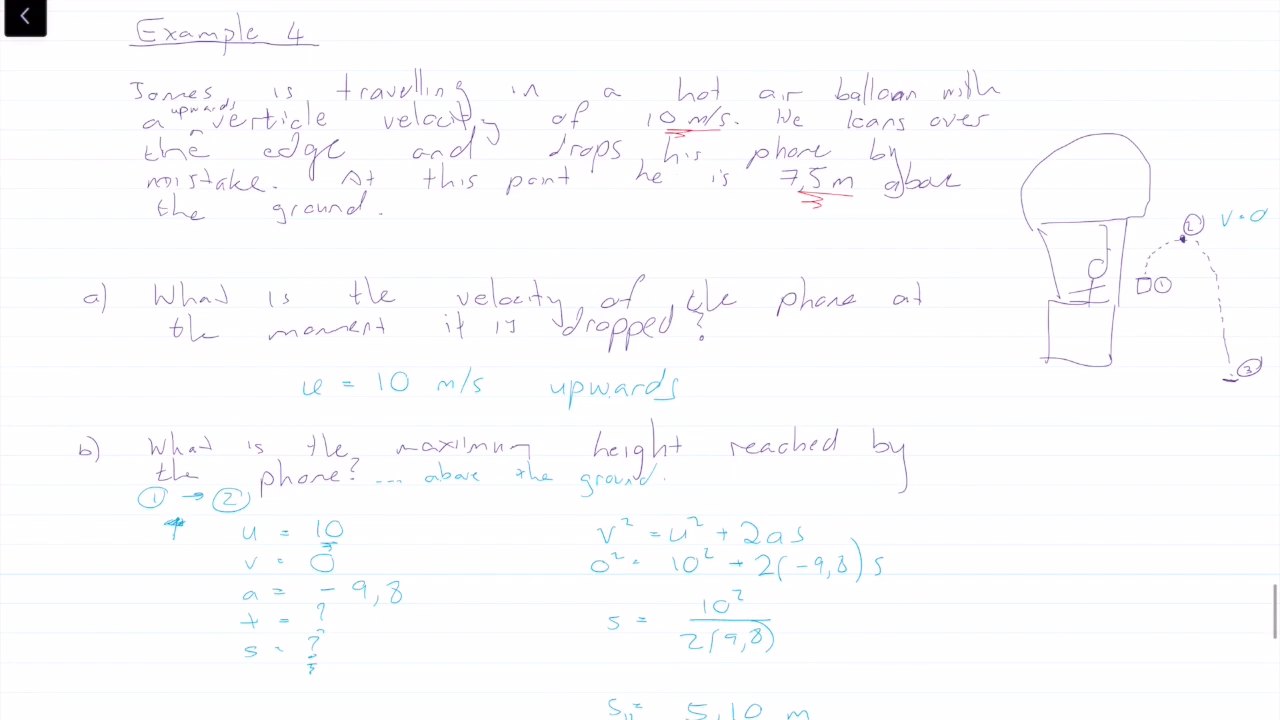 Example 4
James is travelling in a hot air balloon with
a upwards verticle velocity of 10 m/s. He leans over
the edge and drops his phone by
mistake. At this point he is 7,5 m above
the ground.
② v = 0
①
③
a) What is the velocity of the phone at
the moment it is dropped?
u = 10 m/s upwards
b) What is the maximum height reached by
the phone? ... above the ground.
① → ②
↑ u = 10
v = 0
a = - 9,8
t = ?
s = ?
v² = u² + 2as
0² = 10² + 2(-9,8) s
s = 10² / 2(9,8)
s = 5,10 m